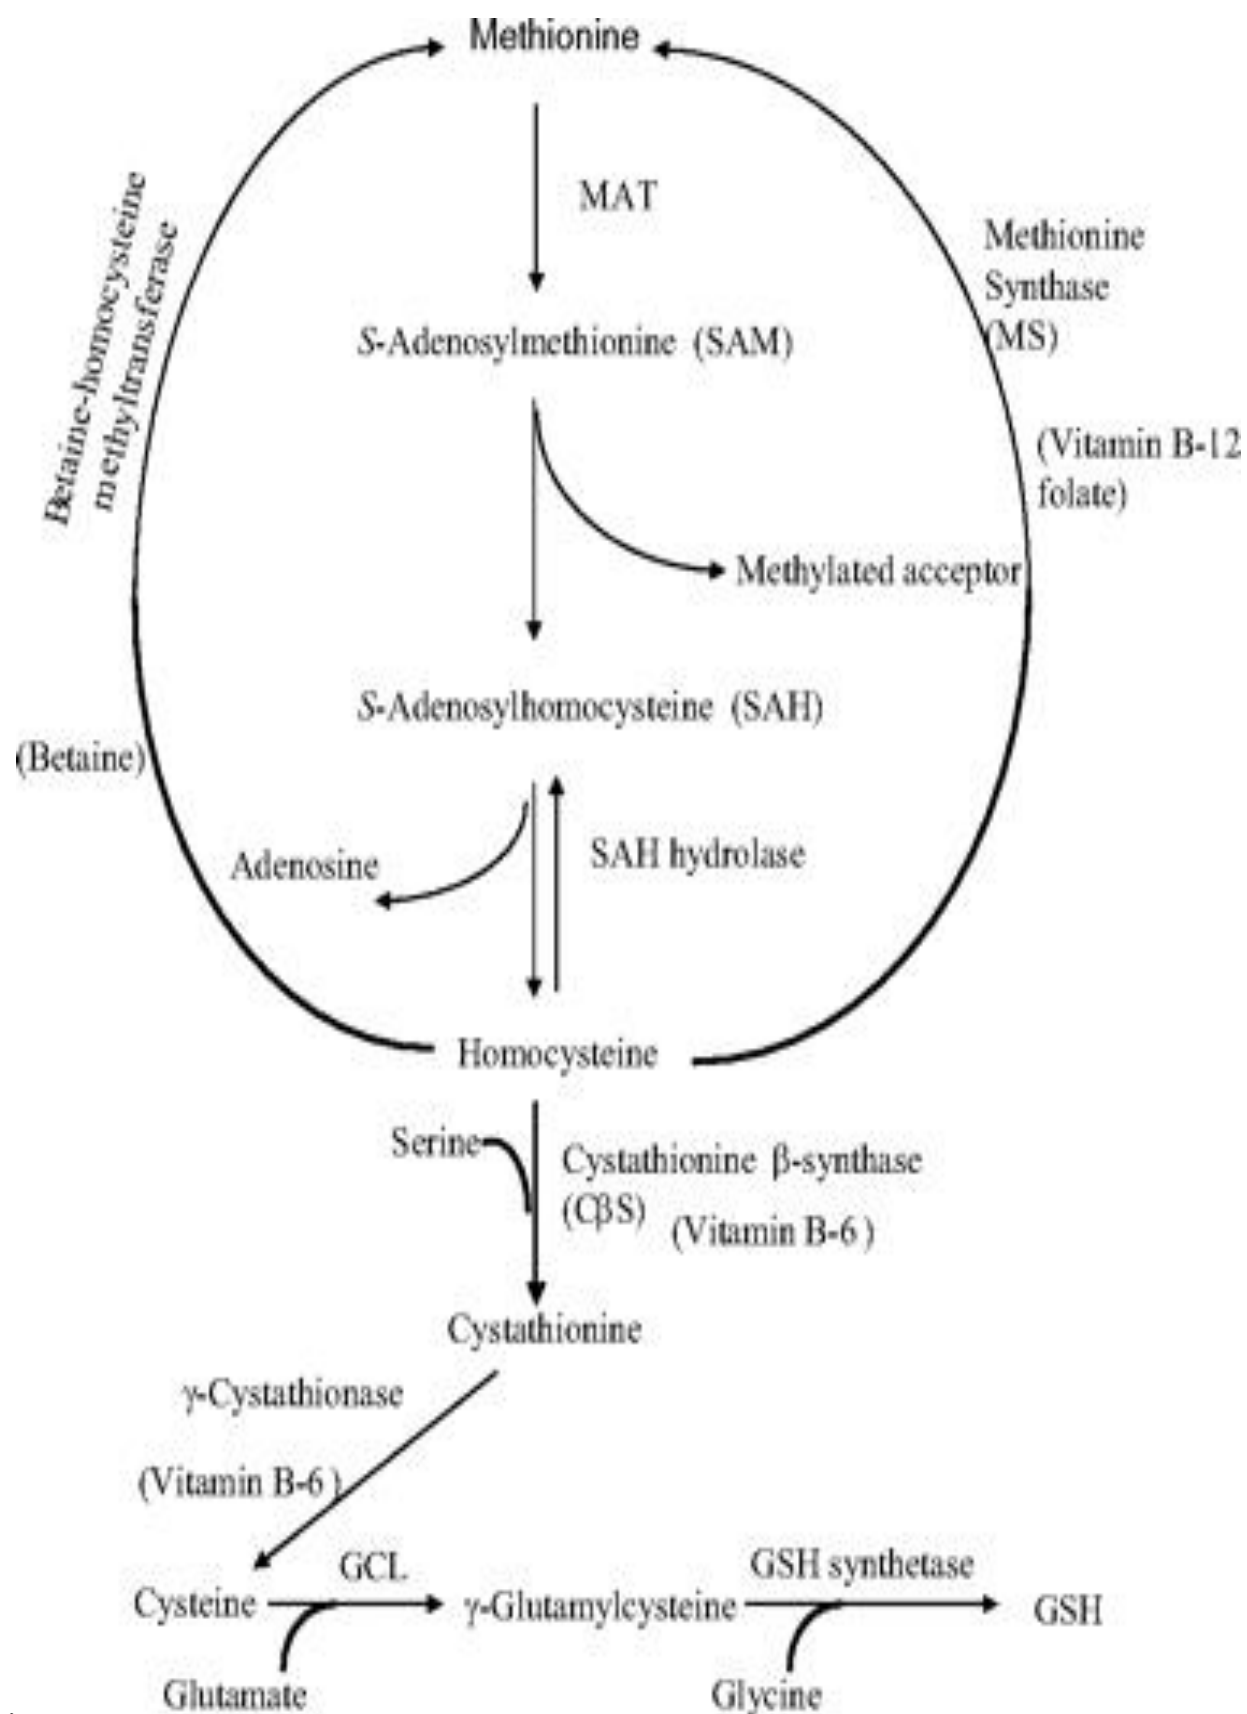 Methionine
MAT
Betaine-homocysteine
methyltransferase
Methionine
Synthase
(MS)
S-Adenosylmethionine (SAM)
(Vitamin B-12
folate)
Methylated acceptor
S-Adenosylhomocysteine (SAH)
(Betaine)
Adenosine
SAH hydrolase
Homocysteine
Serine
Cystathionine β-synthase
(CβS)
(Vitamin B-6 )
Cystathionine
γ-Cystathionase
(Vitamin B-6 )
GCL
GSH synthetase
Cysteine
γ-Glutamylcysteine
GSH
Glutamate
Glycine